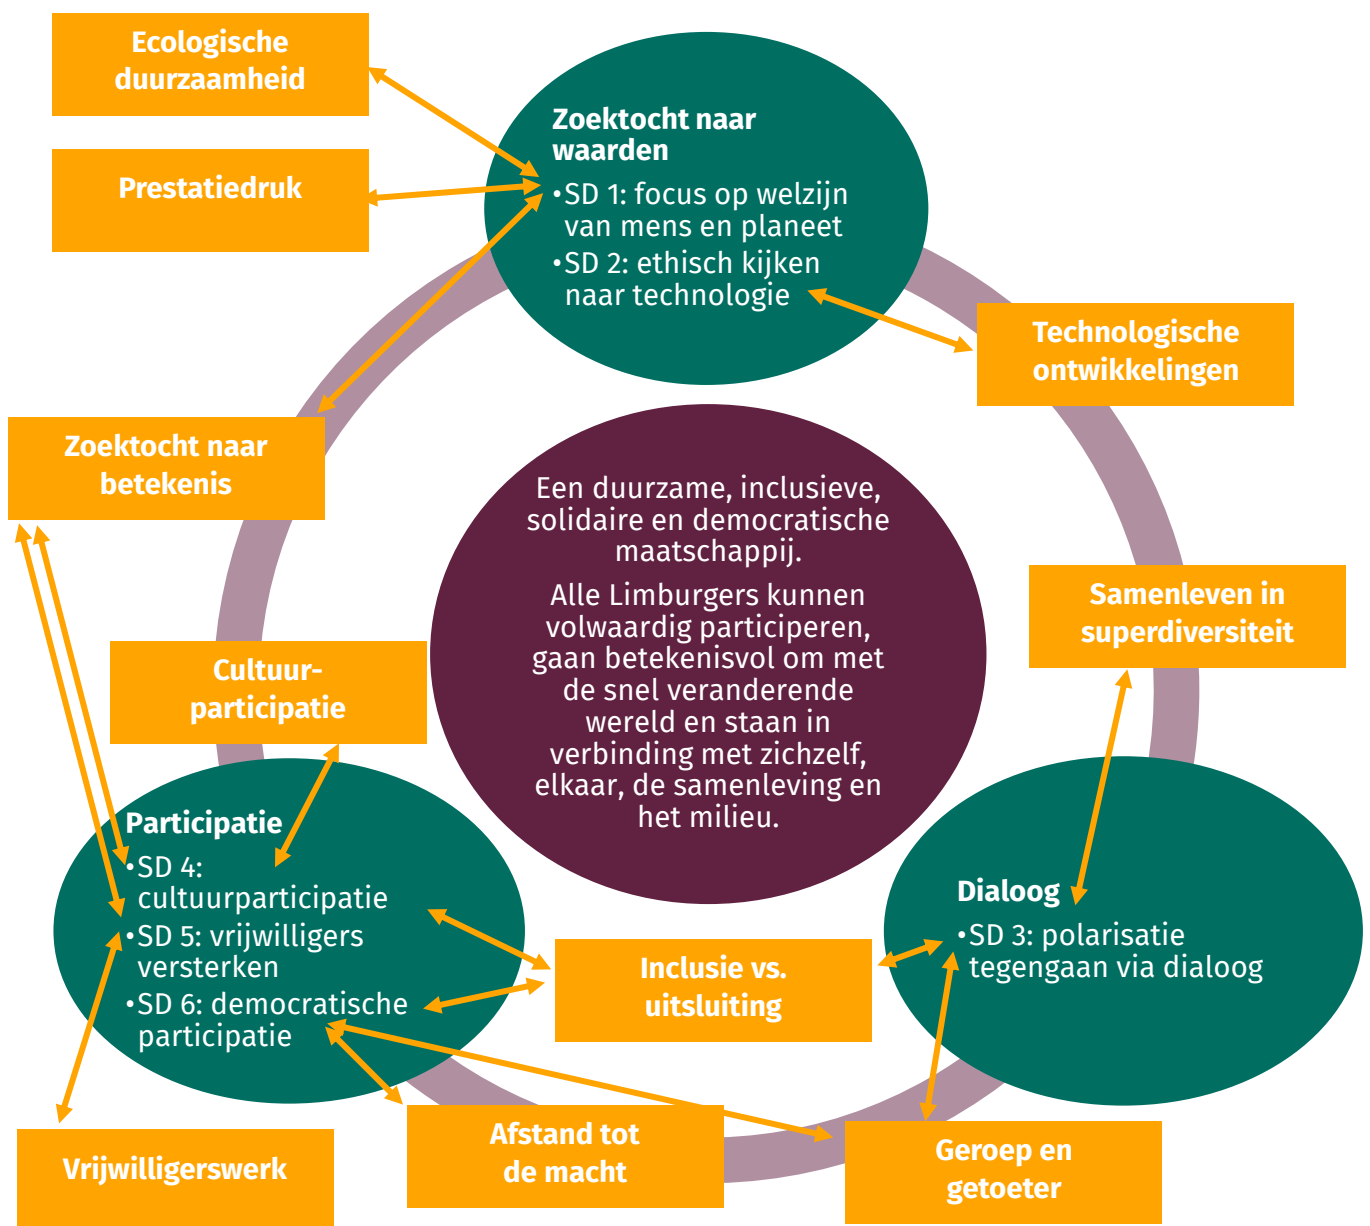 Ecologische
duurzaamheid
Prestatiedruk
Zoektocht naar
waarden
•SD 1: focus op welzijn
van mens en planeet
•SD 2: ethisch kijken
naar technologie
Technologische
ontwikkelingen
Zoektocht naar
betekenis
Een duurzame, inclusieve,
solidaire en democratische
maatschappij.
Alle Limburgers kunnen
volwaardig participeren,
gaan betekenisvol om met
de snel veranderende
wereld en staan in
verbinding met zichzelf,
elkaar, de samenleving en
het milieu.
Samenleven in
superdiversiteit
Cultuur-
participatie
Participatie
•SD 4:
cultuurparticipatie
•SD 5: vrijwilligers
versterken
•SD 6: democratische
participatie
Dialoog
•SD 3: polarisatie
tegengaan via dialoog
Inclusie vs.
uitsluiting
Vrijwilligerswerk
Afstand tot
de macht
Geroep en
getoeter